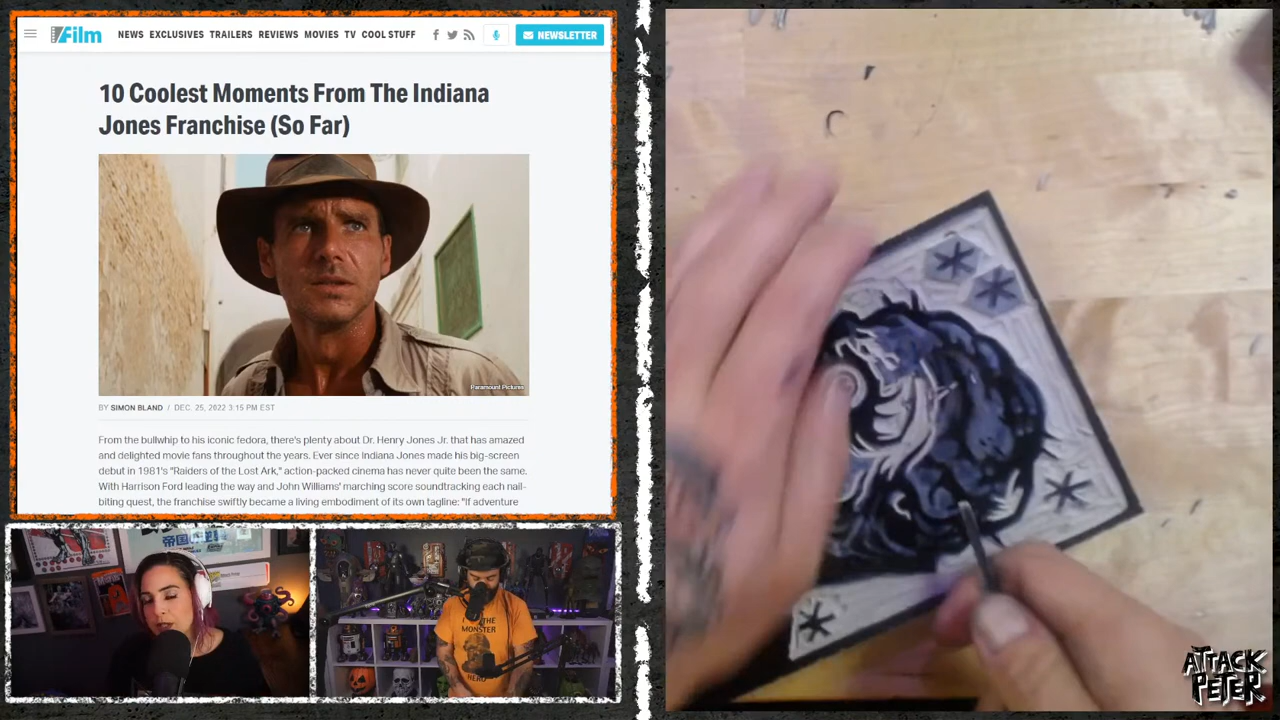 /Film
NEWS EXCLUSIVES TRAILERS REVIEWS MOVIES TV COOL STUFF
NEWSLETTER
10 Coolest Moments From The Indiana
Jones Franchise (So Far)
Paramount Pictures
BY SIMON BLAND / DEC. 25, 2022 3:15 PM EST
From the bullwhip to his iconic fedora, there's plenty about Dr. Henry Jones Jr. that has amazed
and delighted movie fans throughout the years. Ever since Indiana Jones made his big-screen
debut in 1981's "Raiders of the Lost Ark," action-packed cinema has never quite been the same.
With Harrison Ford leading the way and John Williams' marching score soundtracking each nail-
biting quest, the franchise swiftly became a living embodiment of its own tagline: "If adventure
THE
MONSTER
ATTACK
PETER